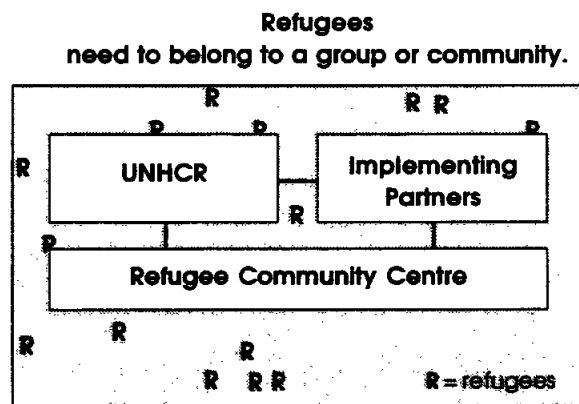 Refugees
need to belong to a group or community.
R R R
R
UNHCR
Implementing
Partners
R
Refugee Community Centre
R
R
R
R R R
R = refugees